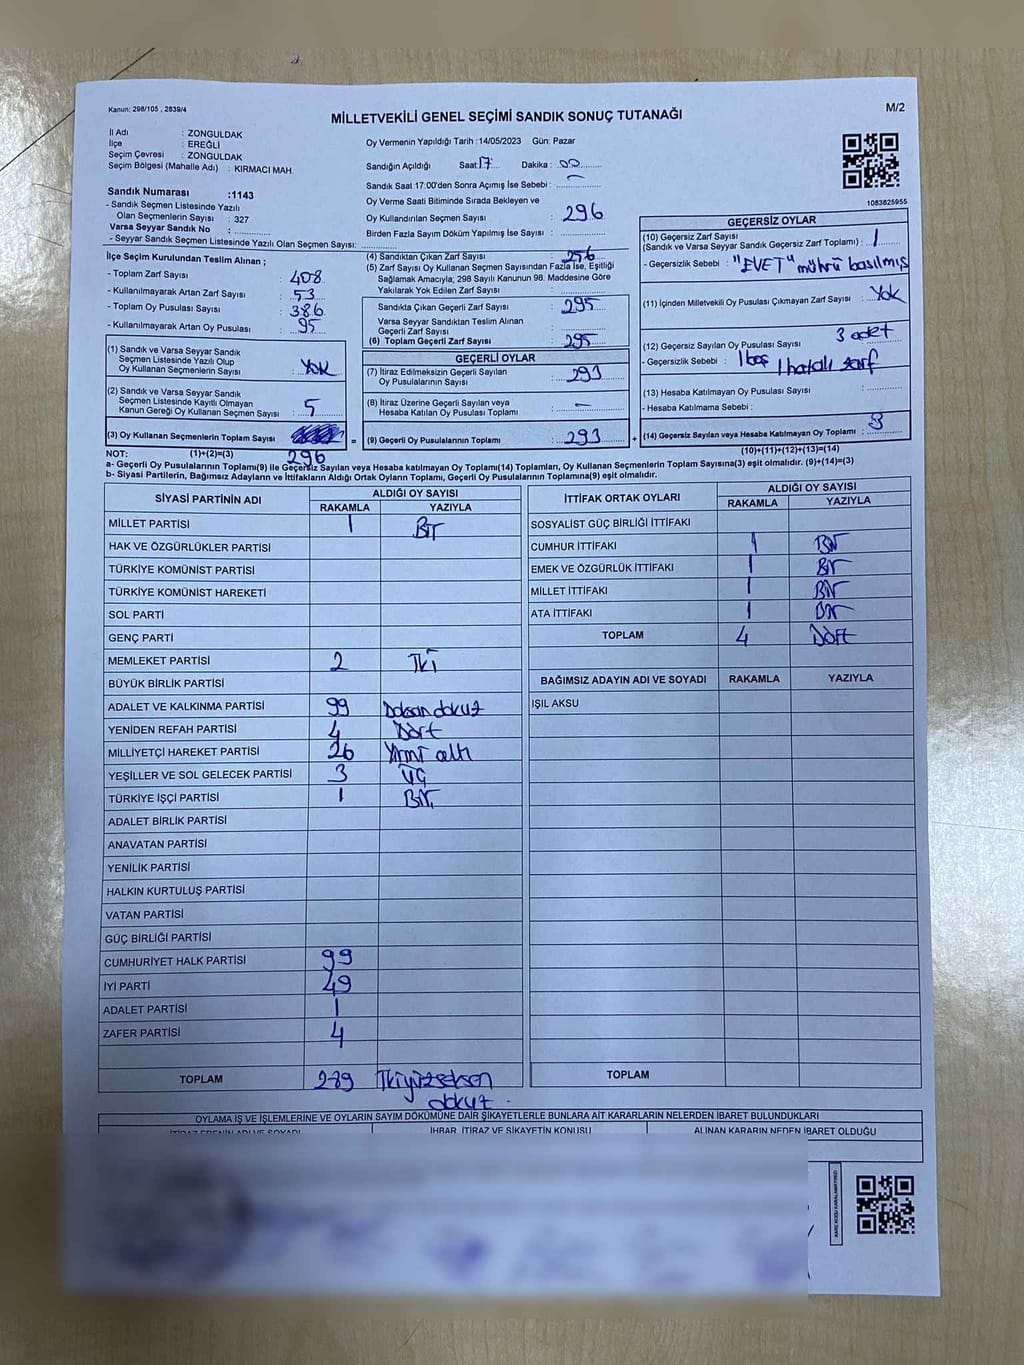 Kanun: 298/105 , 2839/4
M/2
MİLLETVEKİLİ GENEL SEÇİMİ SANDIK SONUÇ TUTANAĞI
İl Adı : ZONGULDAK
İlçe : EREĞLİ
Seçim Çevresi : ZONGULDAK
Seçim Bölgesi (Mahalle Adı) : KIRMACI MAH.
Sandık Numarası :1143
- Sandık Seçmen Listesinde Yazılı
Olan Seçmenlerin Sayısı : 327
Varsa Seyyar Sandık No :
- Seyyar Sandık Seçmen Listesinde Yazılı Olan Seçmen Sayısı:
Oy Vermenin Yapıldığı Tarih :14/05/2023 Gün: Pazar
Sandığın Açıldığı Saat: 17 Dakika : 00
Sandık Saat 17:00'den Sonra Açılmış İse Sebebi : —
Oy Verme Saati Bitiminde Sırada Bekleyen ve
Oy Kullandırılan Seçmen Sayısı : 296
Birden Fazla Sayım Döküm Yapılmış İse Sayısı :
1083825955
İlçe Seçim Kurulundan Teslim Alınan ;
- Toplam Zarf Sayısı : 408
- Kullanılmayarak Artan Zarf Sayısı : 53
- Toplam Oy Pusulası Sayısı : 386
- Kullanılmayarak Artan Oy Pusulası : 95
(1) Sandık ve Varsa Seyyar Sandık
Seçmen Listesinde Yazılı Olup
Oy Kullanan Seçmenlerin Sayısı : Yok
(2) Sandık ve Varsa Seyyar Sandık
Seçmen Listesinde Kayıtlı Olmayan
Kanun Gereği Oy Kullanan Seçmen Sayısı : 5
(3) Oy Kullanan Seçmenlerin Toplam Sayısı
296
(4) Sandıktan Çıkan Zarf Sayısı : 296
(5) Zarf Sayısı Oy Kullanan Seçmen Sayısından Fazla İse, Eşitliği
Sağlamak Amacıyla; 298 Sayılı Kanunun 98. Maddesine Göre
Yakılarak Yok Edilen Zarf Sayısı :
Sandıkta Çıkan Geçerli Zarf Sayısı : 295
Varsa Seyyar Sandıktan Teslim Alınan
Geçerli Zarf Sayısı :
(6) Toplam Geçerli Zarf Sayısı : 295
GEÇERLİ OYLAR
(7) İtiraz Edilmeksizin Geçerli Sayılan
Oy Pusulalarının Sayısı : 293
(8) İtiraz Üzerine Geçerli Sayılan veya
Hesaba Katılan Oy Pusulası Toplamı : —
= (9) Geçerli Oy Pusulalarının Toplamı : 293 +
GEÇERSİZ OYLAR
(10) Geçersiz Zarf Sayısı
(Sandık ve Varsa Seyyar Sandık Geçersiz Zarf Toplamı) : 1
- Geçersizlik Sebebi : "EVET" mührü basılmış
(11) İçinden Milletvekili Oy Pusulası Çıkmayan Zarf Sayısı : Yok
(12) Geçersiz Sayılan Oy Pusulası Sayısı : 3 adet
- Geçersizlik Sebebi : 1 boş 1 hatalı zarf
(13) Hesaba Katılmayan Oy Pusulası Sayısı :
- Hesaba Katılmama Sebebi :
(14) Geçersiz Sayılan veya Hesaba Katılmayan Oy Toplamı : 3
NOT: (1)+(2)=(3)
(10)+(11)+(12)+(13)=(14)
a- Geçerli Oy Pusulalarının Toplamı(9) ile Geçersiz Sayılan veya Hesaba katılmayan Oy Toplamı(14) Toplamları, Oy Kullanan Seçmenlerin Toplam Sayısına(3) eşit olmalıdır. (9)+(14)=(3)
b- Siyasi Partilerin, Bağımsız Adayların ve İttifakların Aldığı Ortak Oyların Toplamı, Geçerli Oy Pusulalarının Toplamına(9) eşit olmalıdır.
SİYASİ PARTİNİN ADI ALDIĞI OY SAYISI
RAKAMLA YAZIYLA
MİLLET PARTİSİ 1 Bir
HAK VE ÖZGÜRLÜKLER PARTİSİ
TÜRKİYE KOMÜNİST PARTİSİ
TÜRKİYE KOMÜNİST HAREKETİ
SOL PARTİ
GENÇ PARTİ
MEMLEKET PARTİSİ 2 İki
BÜYÜK BİRLİK PARTİSİ
ADALET VE KALKINMA PARTİSİ 99 Doksan dokuz
YENİDEN REFAH PARTİSİ 4 Dört
MİLLİYETÇİ HAREKET PARTİSİ 26 Yirmi altı
YEŞİLLER VE SOL GELECEK PARTİSİ 3 Üç
TÜRKİYE İŞÇİ PARTİSİ 1 Bir
ADALET BİRLİK PARTİSİ
ANAVATAN PARTİSİ
YENİLİK PARTİSİ
HALKIN KURTULUŞ PARTİSİ
VATAN PARTİSİ
GÜÇ BİRLİĞİ PARTİSİ
CUMHURİYET HALK PARTİSİ 99
İYİ PARTİ 49
ADALET PARTİSİ 1
ZAFER PARTİSİ 4
TOPLAM 289 İkiyüzseksen
dokuz.
İTTİFAK ORTAK OYLARI ALDIĞI OY SAYISI
RAKAMLA YAZIYLA
SOSYALİST GÜÇ BİRLİĞİ İTTİFAKI
CUMHUR İTTİFAKI 1 Bir
EMEK VE ÖZGÜRLÜK İTTİFAKI 1 Bir
MİLLET İTTİFAKI 1 Bir
ATA İTTİFAKI 1 Bir
TOPLAM 4 Dört
BAĞIMSIZ ADAYIN ADI VE SOYADI RAKAMLA YAZIYLA
IŞIL AKSU
TOPLAM
OYLAMA İŞ VE İŞLEMLERİNE VE OYLARIN SAYIM DÖKÜMÜNE DAİR ŞİKAYETLERLE BUNLARA AİT KARARLARIN NELERDEN İBARET BULUNDUKLARI
İTİRAZ EDENİN ADI VE SOYADI İHBAR, İTİRAZ VE ŞİKAYETİN KONUSU ALINAN KARARIN NEDEN İBARET OLDUĞU